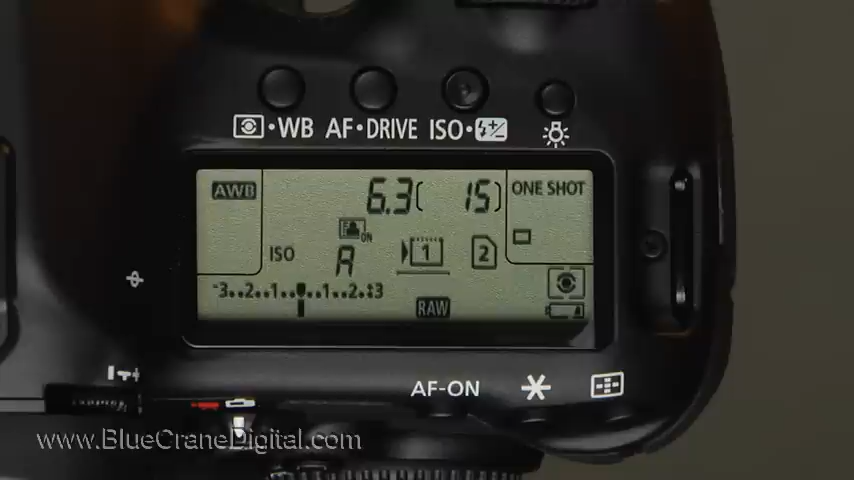 WB AF•DRIVE ISO•
AWB 6.3 [ 15] ONE SHOT
ON
ISO A 1 2
-3..2..1..0..1..2.:3
RAW
AF-ON
www.BlueCraneDigital.com